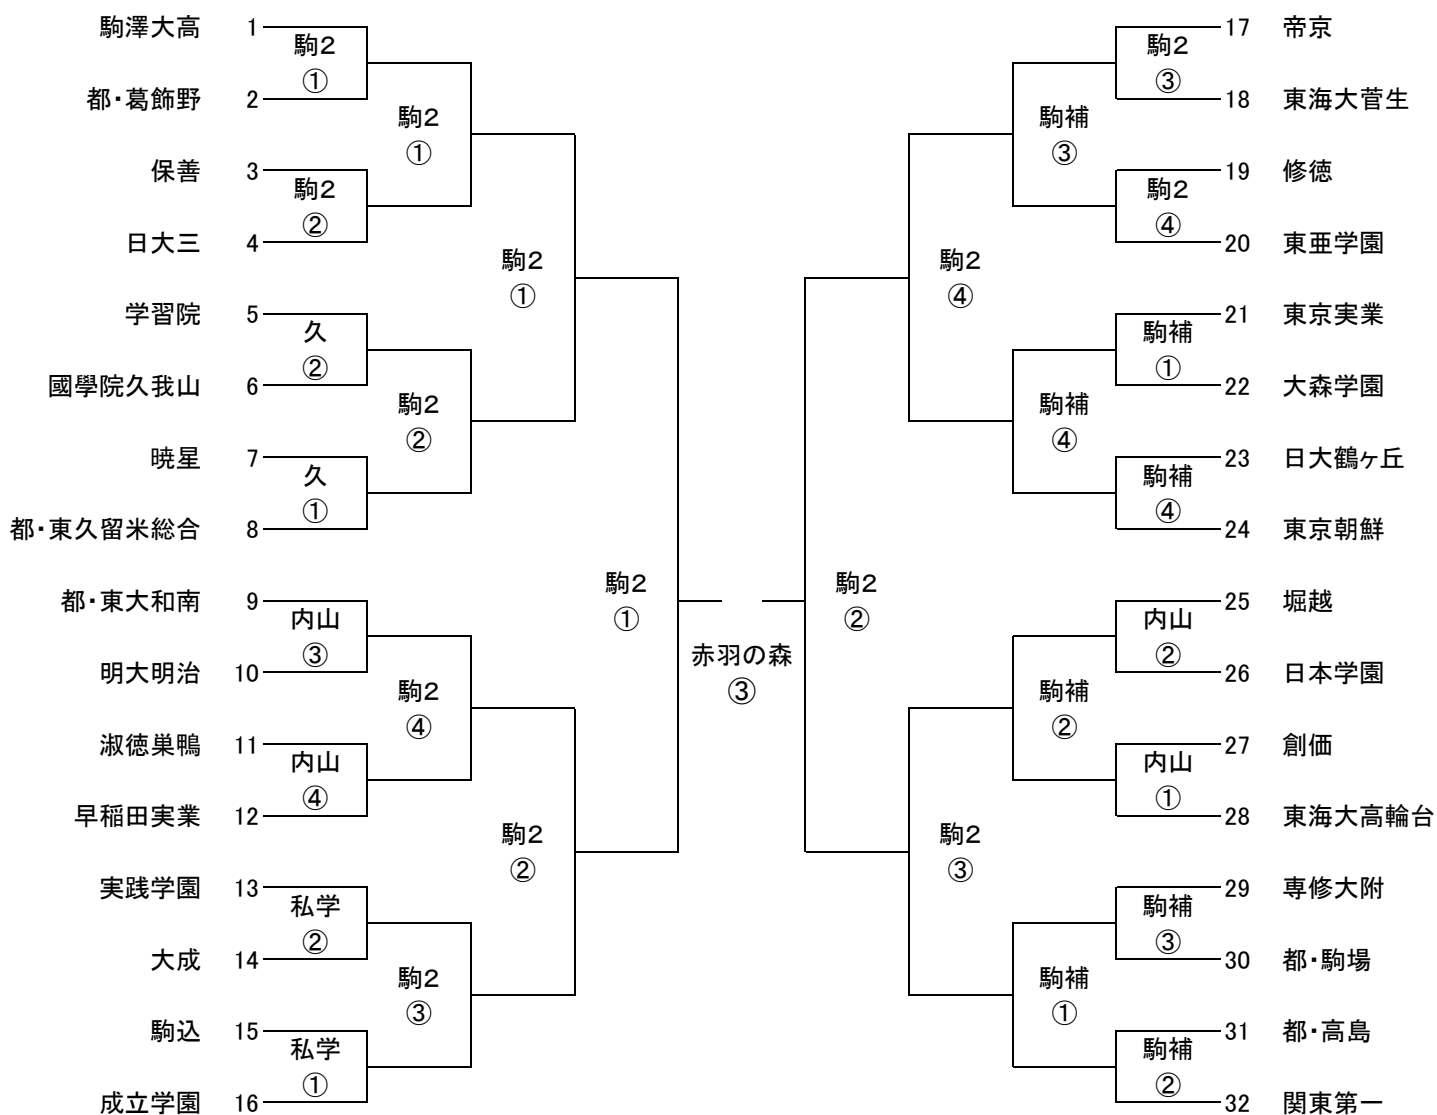 駒澤大高 1
駒2
①
都・葛飾野 2
駒2
①
保善 3
駒2
②
日大三 4
駒2
①
学習院 5
久
②
國學院久我山 6
駒2
②
暁星 7
久
①
都・東久留米総合 8
駒2
①
都・東大和南 9
内山
③
明大明治 10
駒2
④
淑徳巣鴨 11
内山
④
早稲田実業 12
駒2
②
実践学園 13
私学
②
大成 14
駒2
③
駒込 15
私学
①
成立学園 16
赤羽の森
③
17 帝京
駒2
③
18 東海大菅生
駒補
③
19 修徳
駒2
④
20 東亜学園
駒2
④
21 東京実業
駒補
①
22 大森学園
駒補
④
23 日大鶴ヶ丘
駒補
④
24 東京朝鮮
駒2
②
25 堀越
内山
②
26 日本学園
駒補
②
27 創価
内山
①
28 東海大高輪台
駒2
③
29 専修大附
駒補
③
30 都・駒場
駒補
①
31 都・高島
駒補
②
32 関東第一